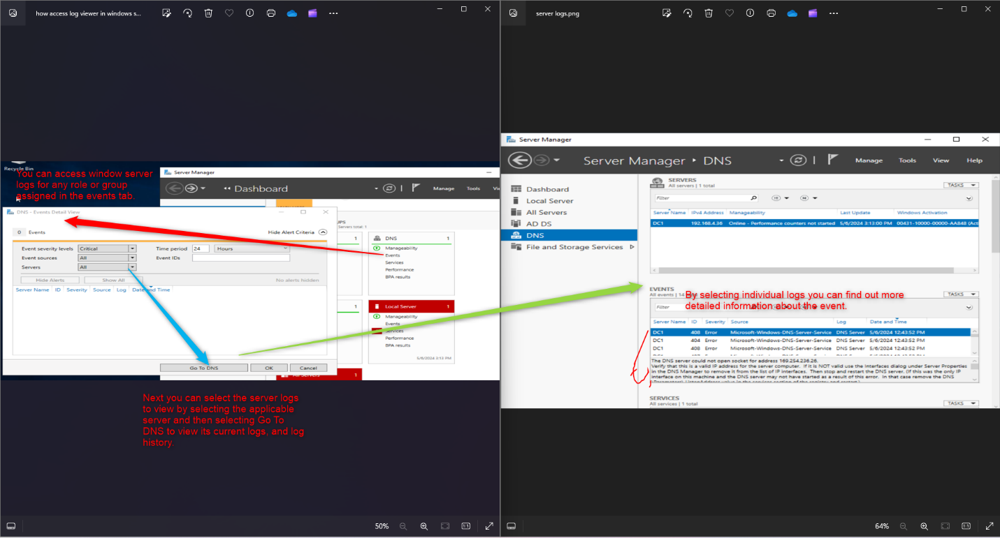 how access log viewer in windows s...
Recycle Bin
You can access window server
logs for any role or group
assigned in the events tab.
Server Manager
Dashboard
Manage
Tools
DNS - Events Detail View
0 Events
Hide Alert Criteria
Event severity levels Critical
Time period 24 Hours
Event sources All
Event IDs
Servers All
Hide Alerts
Show All
No alerts hidden
Server Name ID Severity Source Log Date and Time
Go To DNS
OK
Cancel
Servers total: 1
1
DNS 1
Manageability
Events
Services
Performance
BPA results
1
Local Server 1
Manageability
Events
Services
Performance
BPA results
5/6/2024 3:13 PM
All Servers 1
Next you can select the server logs
to view by selecting the applicable
server and then selecting Go To
DNS to view its current logs, and log
history.
50%
server logs.png
Server Manager
Server Manager DNS
Manage
Tools
View
Help
Dashboard
Local Server
All Servers
AD DS
DNS
File and Storage Services
SERVERS
All servers | 1 total
TASKS
Filter
Server Name IPv4 Address Manageability Last Update Windows Activation
DC1 192.168.4.36 Online - Performance counters not started 5/6/2024 3:13:00 PM 00431-10000-00000-AA848 (Act
EVENTS
TASKS
By selecting individual logs you can find out more
detailed information about the event.
Filter
Server Name ID Severity Source Log Date and Time
DC1 408 Error Microsoft-Windows-DNS-Server-Service DNS Server 5/6/2024 12:43:52 PM
DC1 404 Error Microsoft-Windows-DNS-Server-Service DNS Server 5/6/2024 12:43:52 PM
DC1 408 Error Microsoft-Windows-DNS-Server-Service DNS Server 5/6/2024 12:43:52 PM
The DNS server could not open socket for address 169.254.236.26.
Verify that this is a valid IP address for the server computer. If it is NOT valid use the Interfaces dialog under Server Properties
in the DNS Manager to remove it from the list of IP interfaces. Then stop and restart the DNS server. (If this was the only IP
interface on this machine and the DNS server may not have started as a result of this error. In that case remove the DNS
SERVICES
All services | 1 total
TASKS
64%